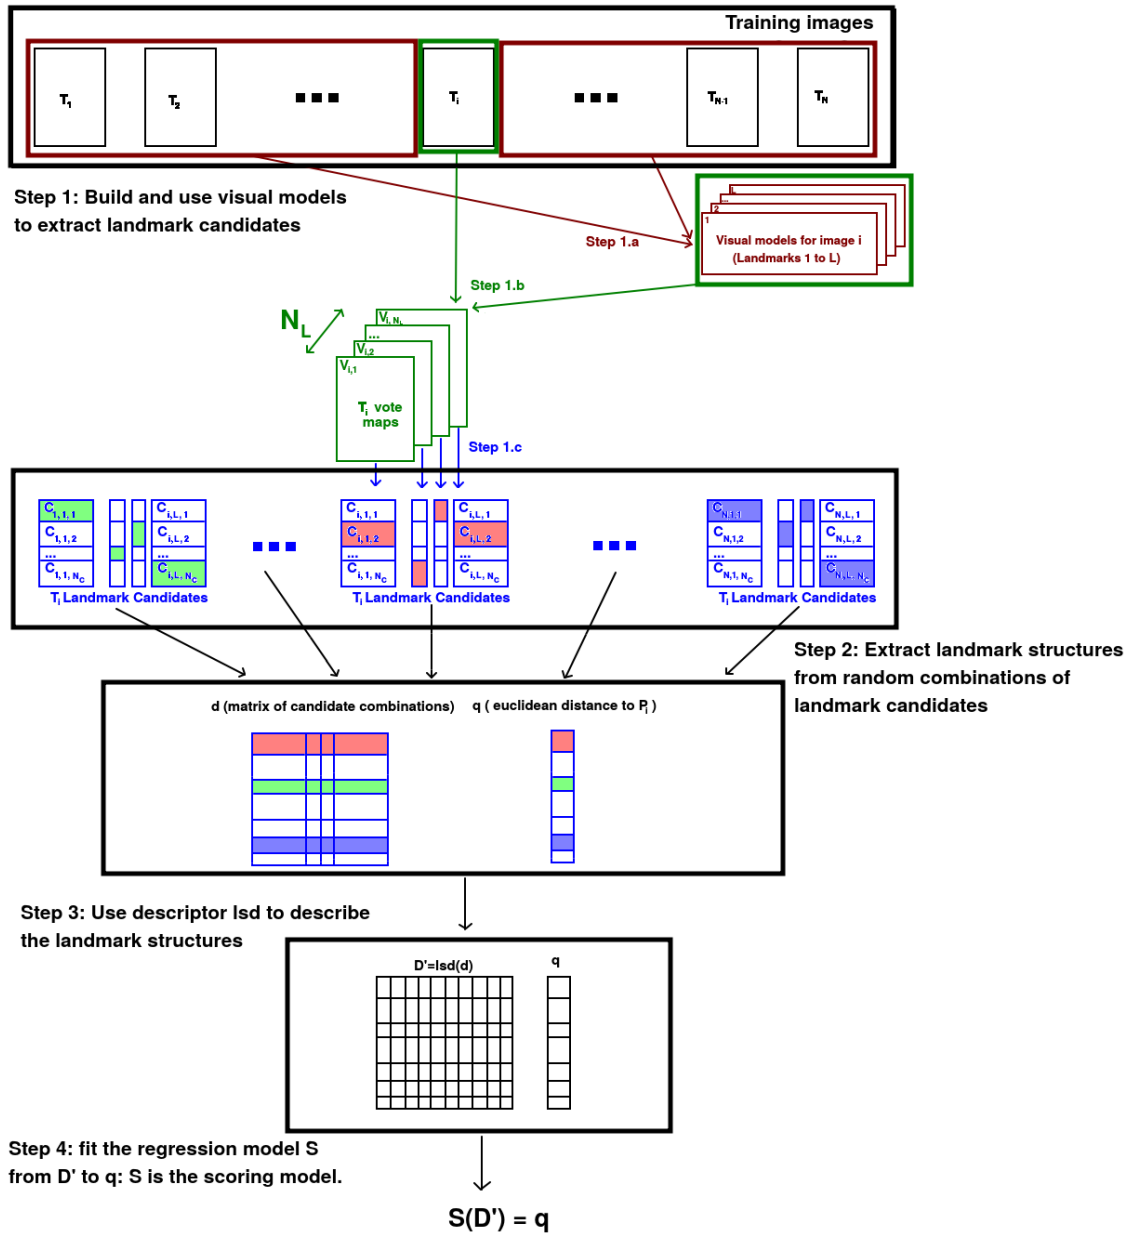 Training images
T1
T2
Ti
TN-1
TN
Step 1: Build and use visual models
to extract landmark candidates
Step 1.a
L
...
2
1
Visual models for image i
(Landmarks 1 to L)
Step 1.b
NL
Vi, NL
...
Vi,2
Vi,1
Ti vote
maps
Step 1.c
C1,1,1
C1,1,2
...
C1,1,NC
Ci,L,1
Ci,L,2
...
Ci,L,NC
Ti Landmark Candidates
Ci,1,1
Ci,1,2
...
Ci,1,NC
Ci,L,1
Ci,L,2
...
Ci,L,NC
Ti Landmark Candidates
CN,1,1
CN,1,2
...
CN,1,NC
CN,L,1
CN,L,2
...
CN,L,NC
Ti Landmark Candidates
Step 2: Extract landmark structures
from random combinations of
landmark candidates
d (matrix of candidate combinations) q ( euclidean distance to Pi )
Step 3: Use descriptor lsd to describe
the landmark structures
D'=lsd(d)
q
Step 4: fit the regression model S
from D' to q: S is the scoring model.
S(D') = q